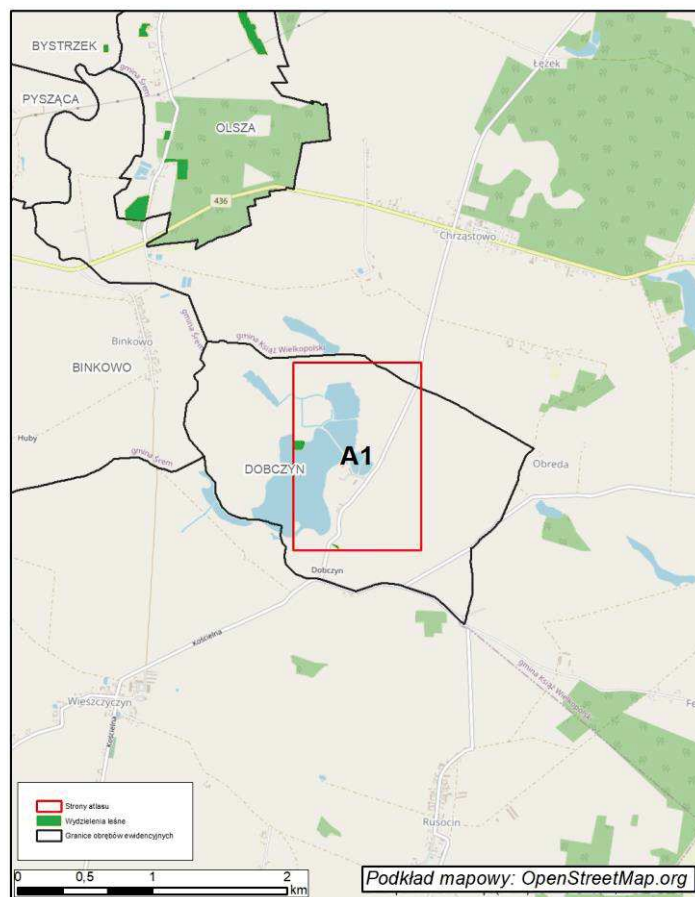 BYSTRZEK
gmina Śrem
Łężek
PYSZĄCA
OLSZA
436
Chrząstowo
gmina Śrem
gmina Książ Wielkopolski
Binkowo
BINKOWO
Huby
gmina Śrem
DOBCZYN
A1
Obreda
Dobczyn
Kościelna
gmina Książ Wielkopolski
Wieszczyczyn
Kościelna
Rusocin
Strony atlasu
Wydzielenia leśne
Granice obrębów ewidencyjnych
0 0,5 1 2
km
Podkład mapowy: OpenStreetMap.org